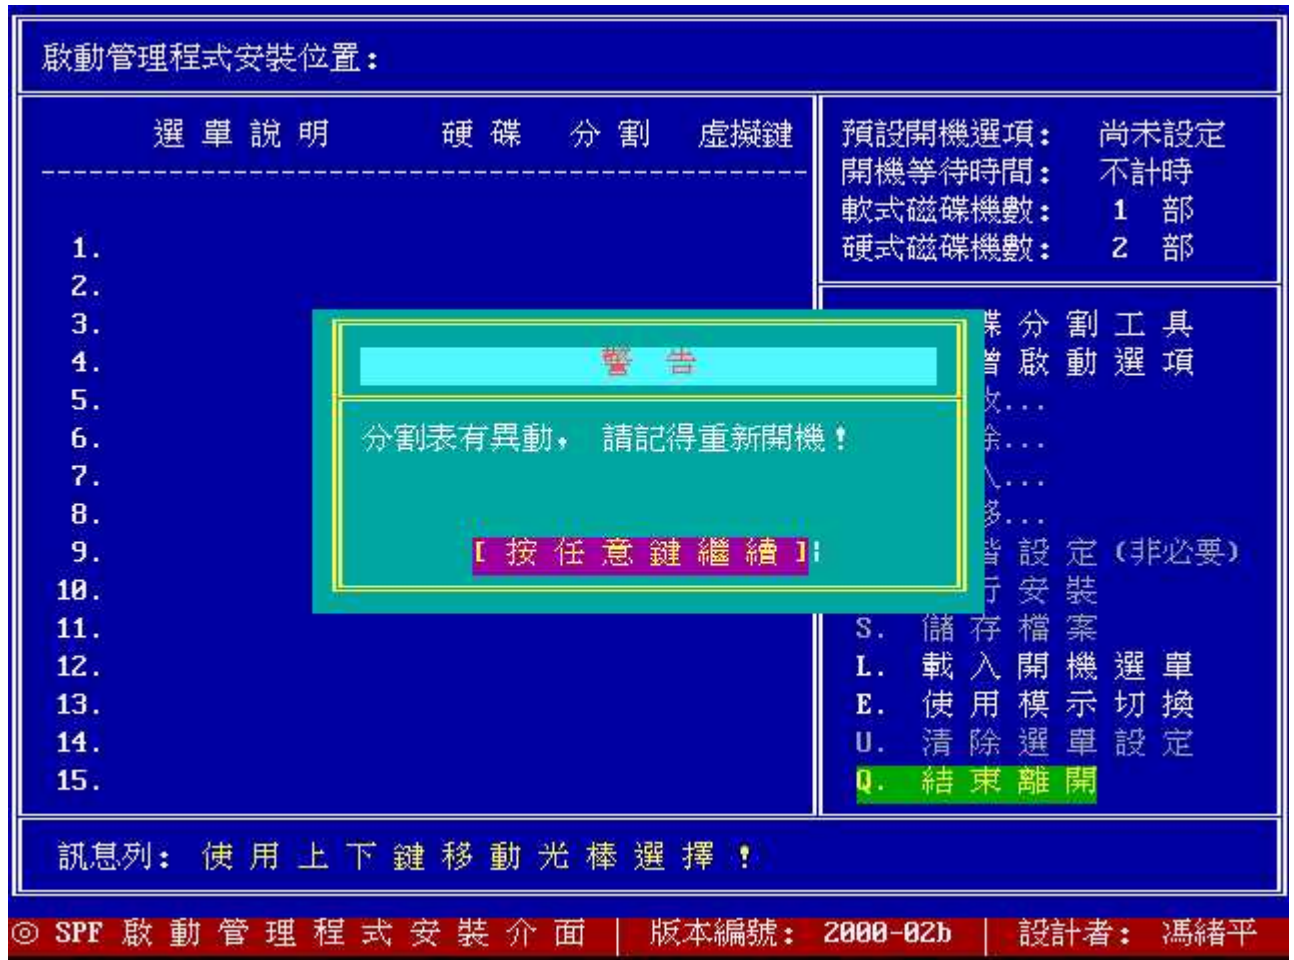 啟動管理程式安裝位置：
選單說明 硬碟 分割 虛擬鍵
1.
2.
3.
4.
5.
6.
7.
8.
9.
10.
11.
12.
13.
14.
15.
預設開機選項： 尚未設定
開機等待時間： 不計時
軟式磁碟機數： 1 部
硬式磁碟機數： 2 部
碟分割工具
增啟動選項
改...
除...
入...
移...
階設定(非必要)
行安裝
S. 儲存檔案
L. 載入開機選單
E. 使用模示切換
U. 清除選單設定
Q. 結束離開
警告
分割表有異動，請記得重新開機！
[按任意鍵繼續]
訊息列：使用上下鍵移動光棒選擇！
◎ SPF 啟動管理程式安裝介面 │ 版本編號：2000-02b │ 設計者：馮緒平